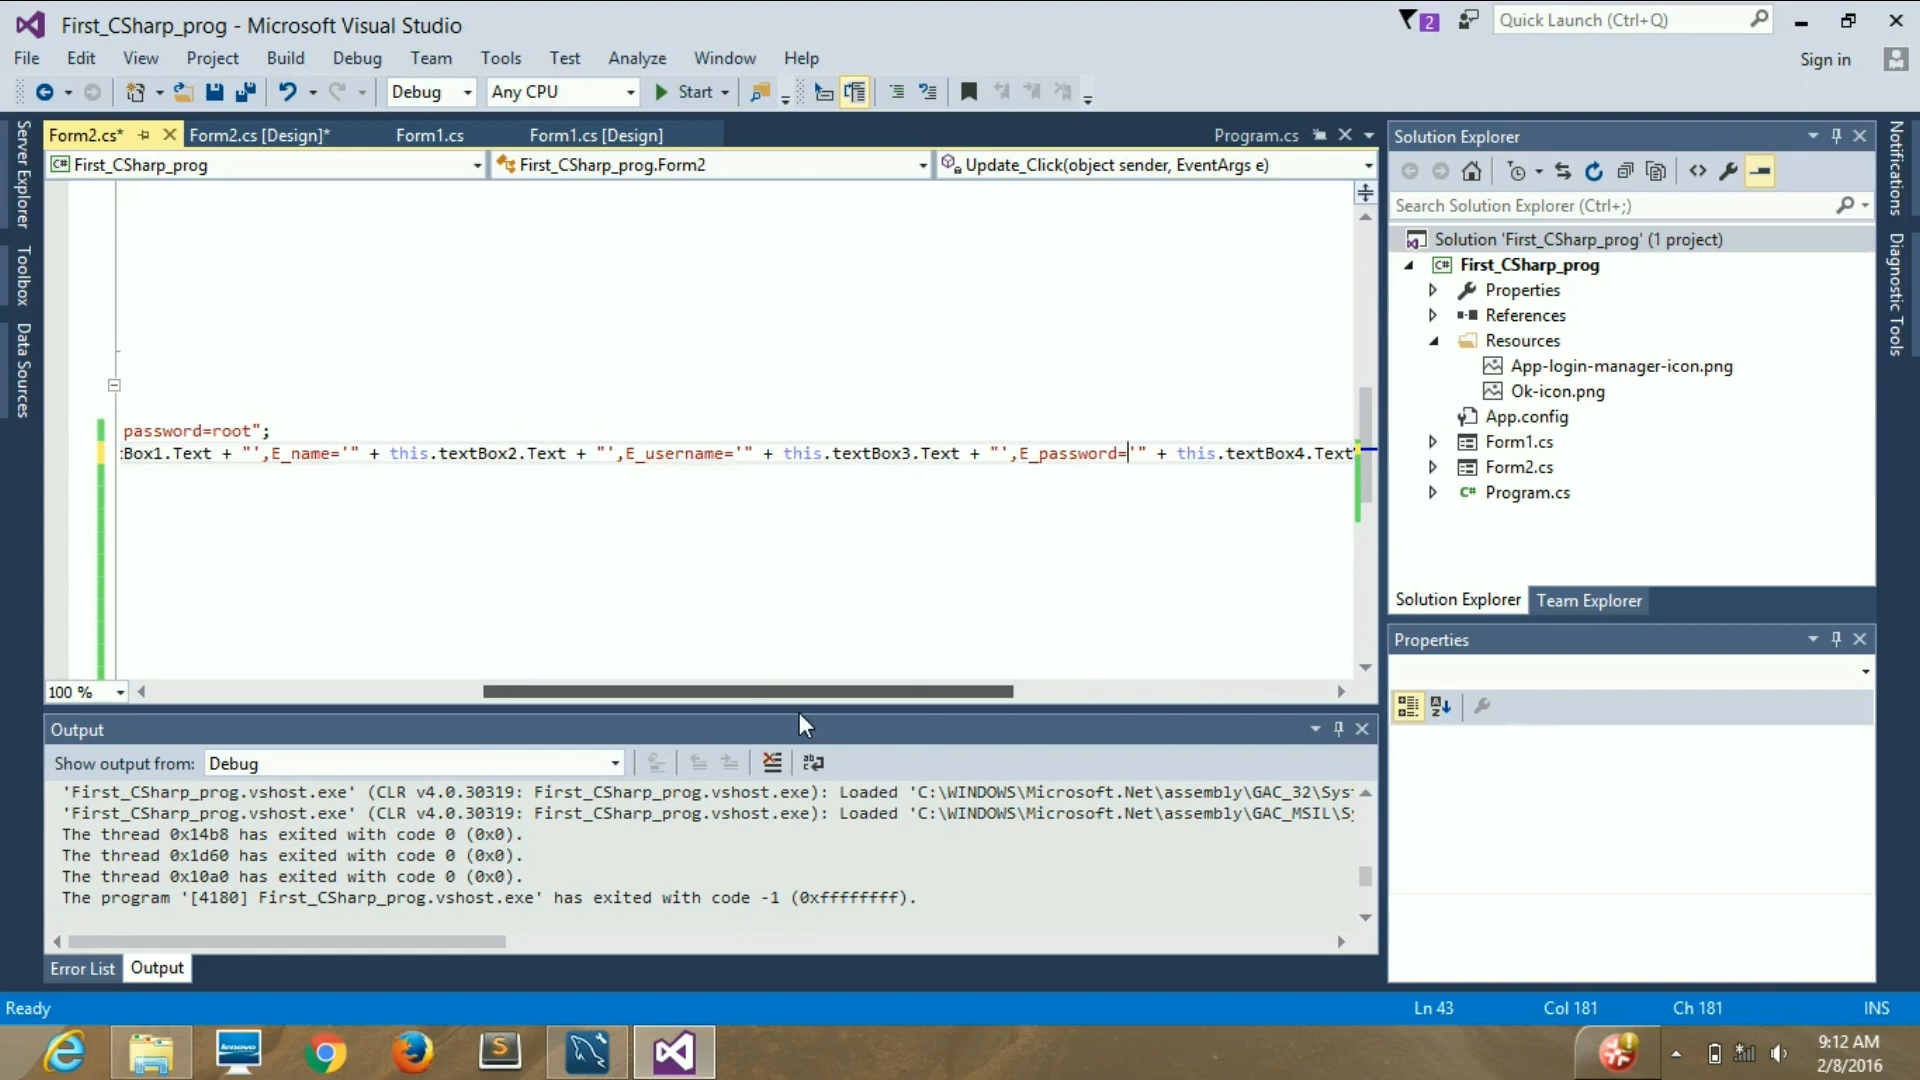 First_CSharp_prog - Microsoft Visual Studio
2
Quick Launch (Ctrl+Q)
File Edit View Project Build Debug Team Tools Test Analyze Window Help
Sign in
Debug Any CPU Start
Form2.cs* Form2.cs [Design]* Form1.cs Form1.cs [Design] Program.cs
First_CSharp_prog First_CSharp_prog.Form2 Update_Click(object sender, EventArgs e)
Server Explorer
Toolbox
Data Sources
password=root";
:Box1.Text + "',E_name='" + this.textBox2.Text + "',E_username='" + this.textBox3.Text + "',E_password='" + this.textBox4.Text
100 %
Output
Show output from: Debug
'First_CSharp_prog.vshost.exe' (CLR v4.0.30319: First_CSharp_prog.vshost.exe): Loaded 'C:\WINDOWS\Microsoft.Net\assembly\GAC_32\Syst
'First_CSharp_prog.vshost.exe' (CLR v4.0.30319: First_CSharp_prog.vshost.exe): Loaded 'C:\WINDOWS\Microsoft.Net\assembly\GAC_MSIL\Sy
The thread 0x14b8 has exited with code 0 (0x0).
The thread 0x1d60 has exited with code 0 (0x0).
The thread 0x10a0 has exited with code 0 (0x0).
The program '[4180] First_CSharp_prog.vshost.exe' has exited with code -1 (0xffffffff).
Error List Output
Solution Explorer
Search Solution Explorer (Ctrl+;)
Solution 'First_CSharp_prog' (1 project)
C# First_CSharp_prog
Properties
References
Resources
App-login-manager-icon.png
Ok-icon.png
App.config
Form1.cs
Form2.cs
C# Program.cs
Solution Explorer Team Explorer
Properties
Notifications
Diagnostic Tools
Ready Ln 43 Col 181 Ch 181 INS
lenovo
S
9:12 AM
2/8/2016